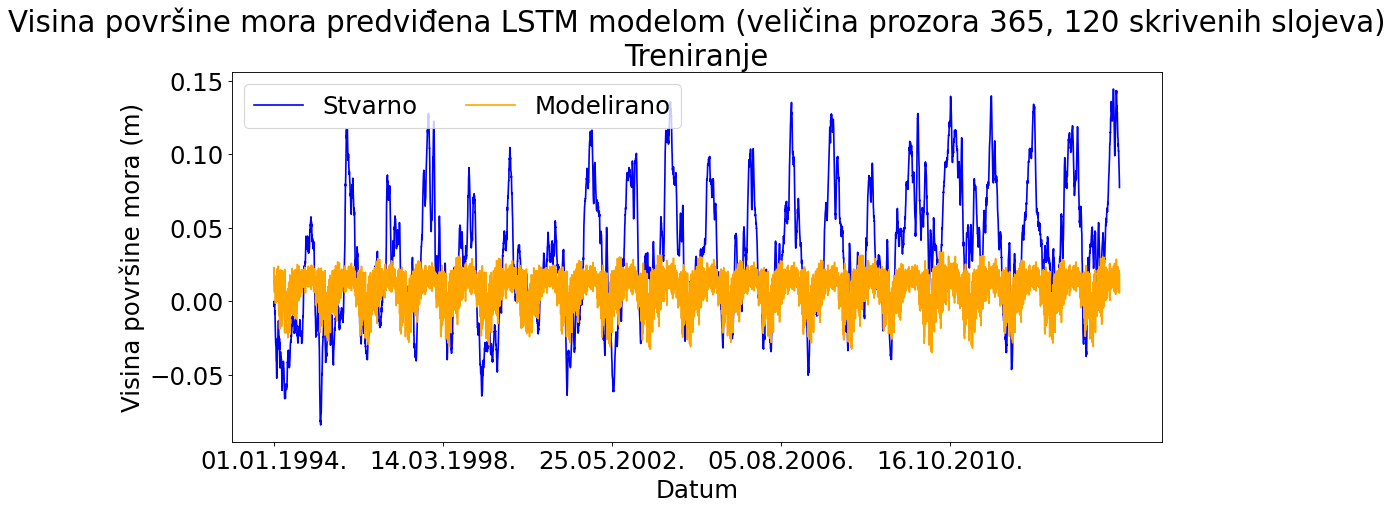 Visina površine mora predviđena LSTM modelom (veličina prozora 365, 120 skrivenih slojeva)
Treniranje
Stvarno Modelirano
Visina površine mora (m)
0.15
0.10
0.05
0.00
−0.05
01.01.1994. 14.03.1998. 25.05.2002. 05.08.2006. 16.10.2010.
Datum